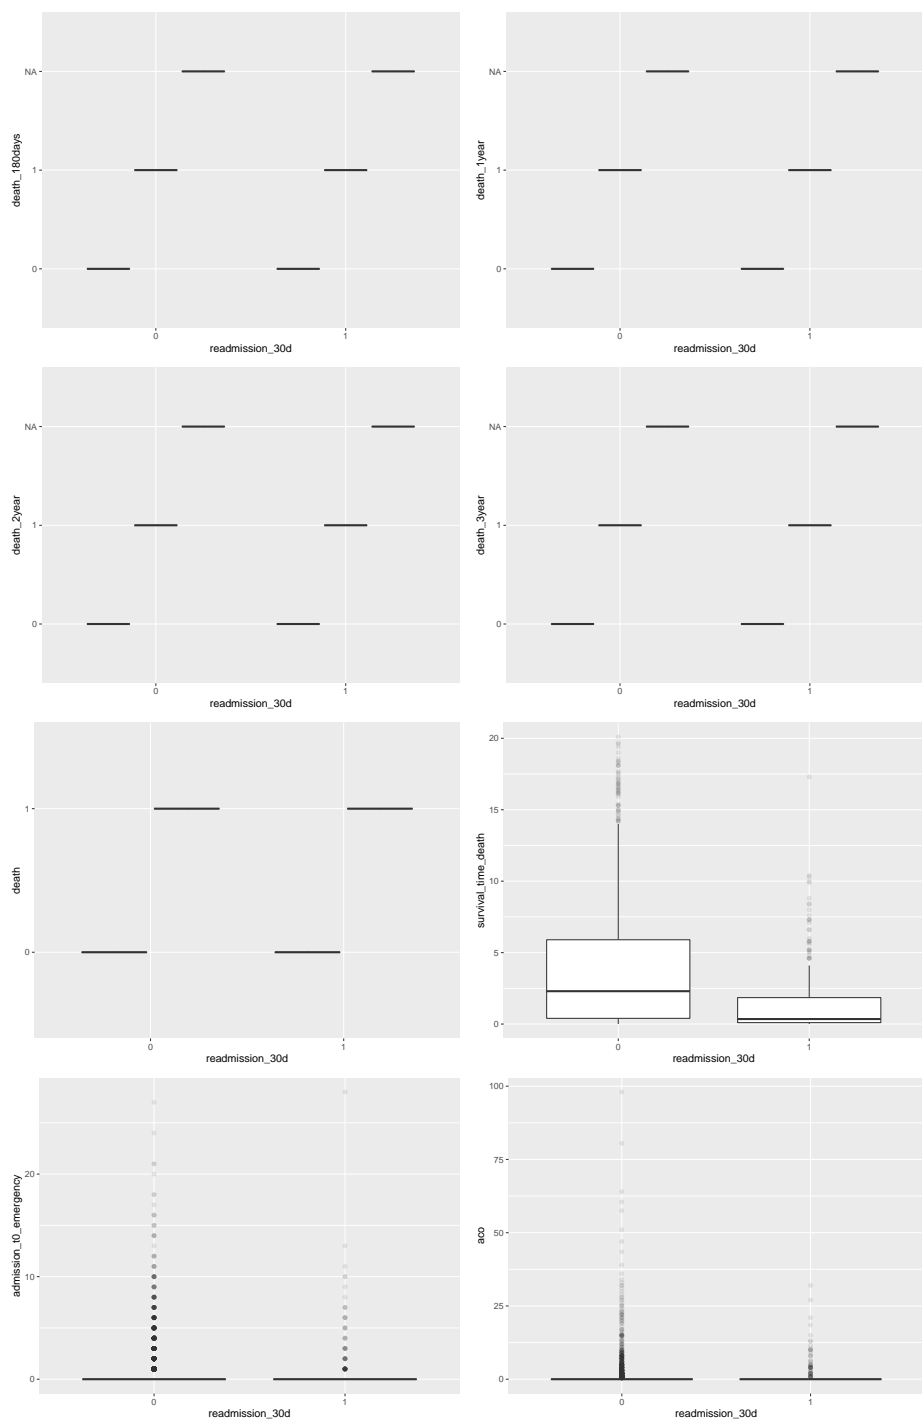 NA
1
0
death_180days
0
1
readmission_30d
NA
1
0
death_1year
0
1
readmission_30d
NA
1
0
death_2year
0
1
readmission_30d
NA
1
0
death_3year
0
1
readmission_30d
1
0
death
0
1
readmission_30d
20
15
10
5
0
survival_time_death
0
1
readmission_30d
20
10
0
admission_t0_emergency
0
1
readmission_30d
100
75
50
25
0
aco
0
1
readmission_30d